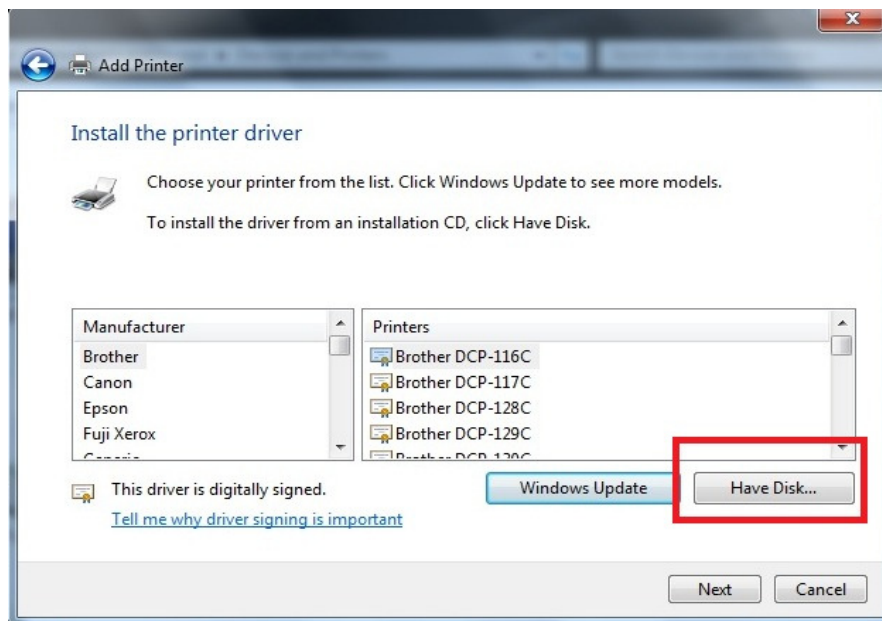 Add Printer
Install the printer driver
Choose your printer from the list. Click Windows Update to see more models.
To install the driver from an installation CD, click Have Disk.
Manufacturer
Brother
Canon
Epson
Fuji Xerox
Printers
Brother DCP-116C
Brother DCP-117C
Brother DCP-128C
Brother DCP-129C
This driver is digitally signed.
Tell me why driver signing is important
Windows Update
Have Disk...
Next
Cancel